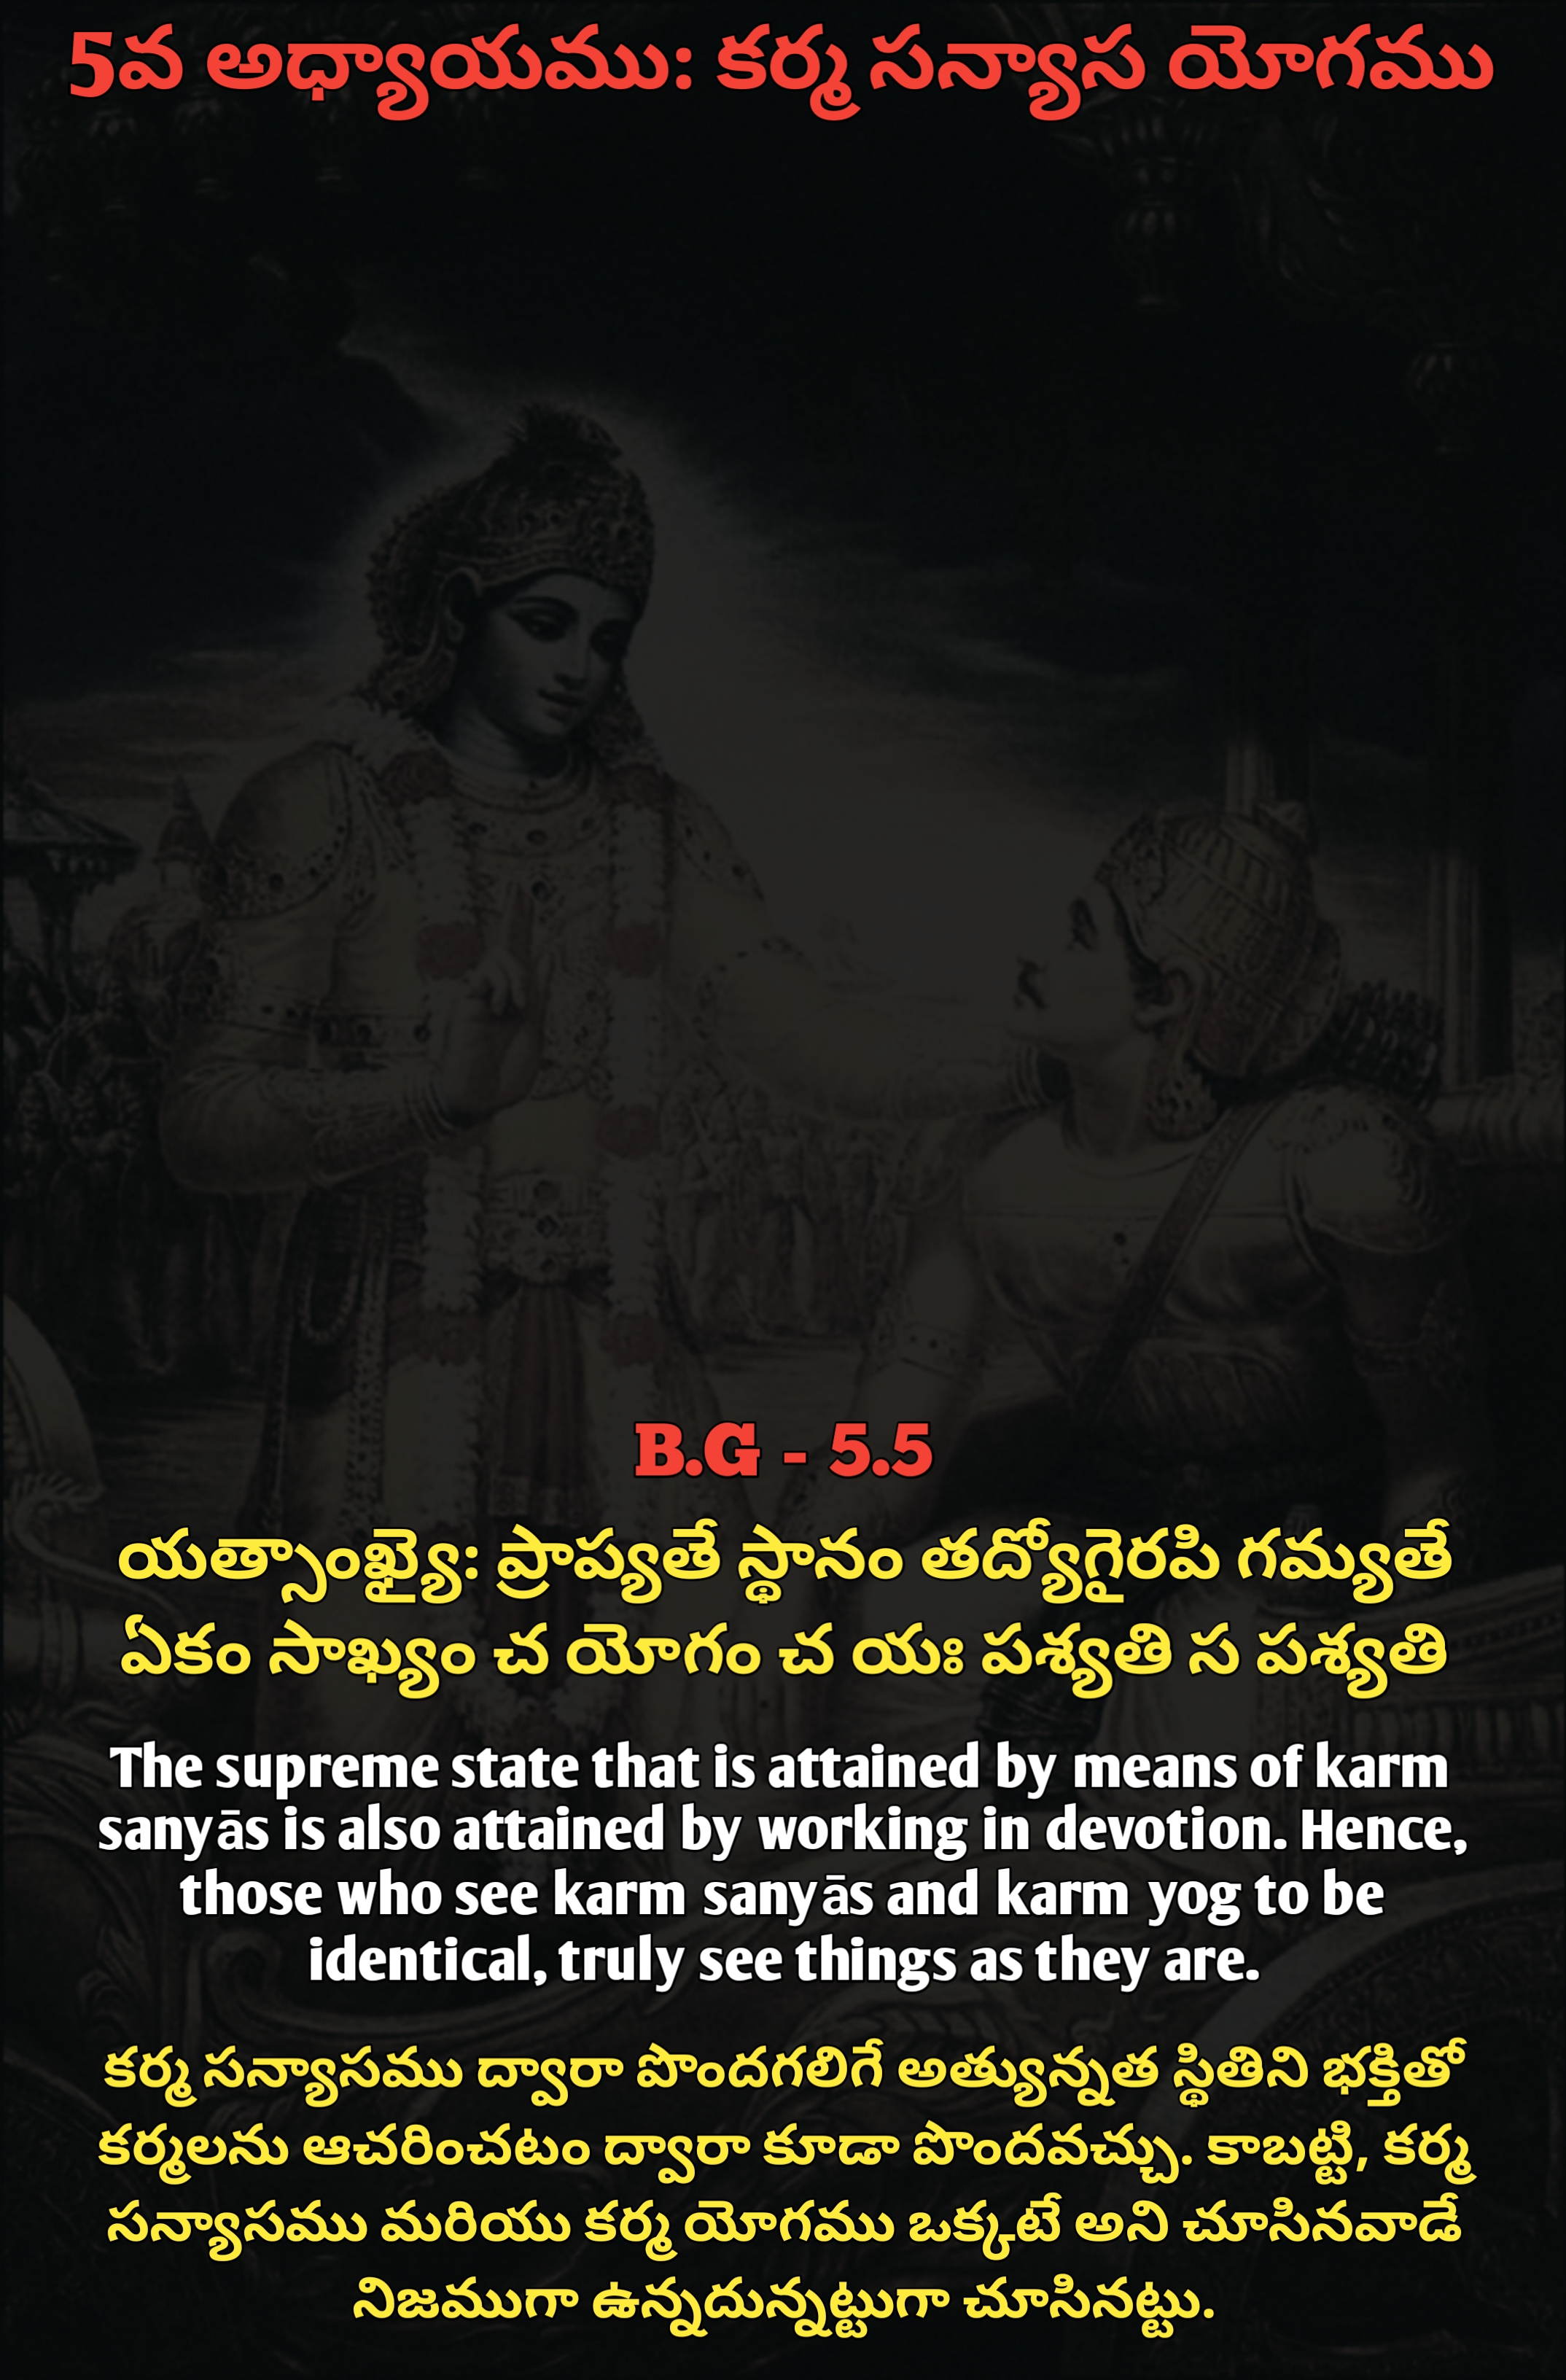 5వ అధ్యాయము: కర్మ సన్యాస యోగము
B.G - 5.5
యత్సాంఖ్యై: ప్రాప్యతే స్థానం తద్యోగైరపి గమ్యతే
ఏకం సాఖ్యం చ యోగం చ యః పశ్యతి స పశ్యతి
The supreme state that is attained by means of karm
sanyās is also attained by working in devotion. Hence,
those who see karm sanyās and karm yog to be
identical, truly see things as they are.
కర్మ సన్యాసము ద్వారా పొందగలిగే అత్యున్నత స్థితిని భక్తితో
కర్మలను ఆచరించటం ద్వారా కూడా పొందవచ్చు. కాబట్టి, కర్మ
సన్యాసము మరియు కర్మ యోగము ఒక్కటే అని చూసినవాడే
నిజముగా ఉన్నదున్నట్టుగా చూసినట్టు.